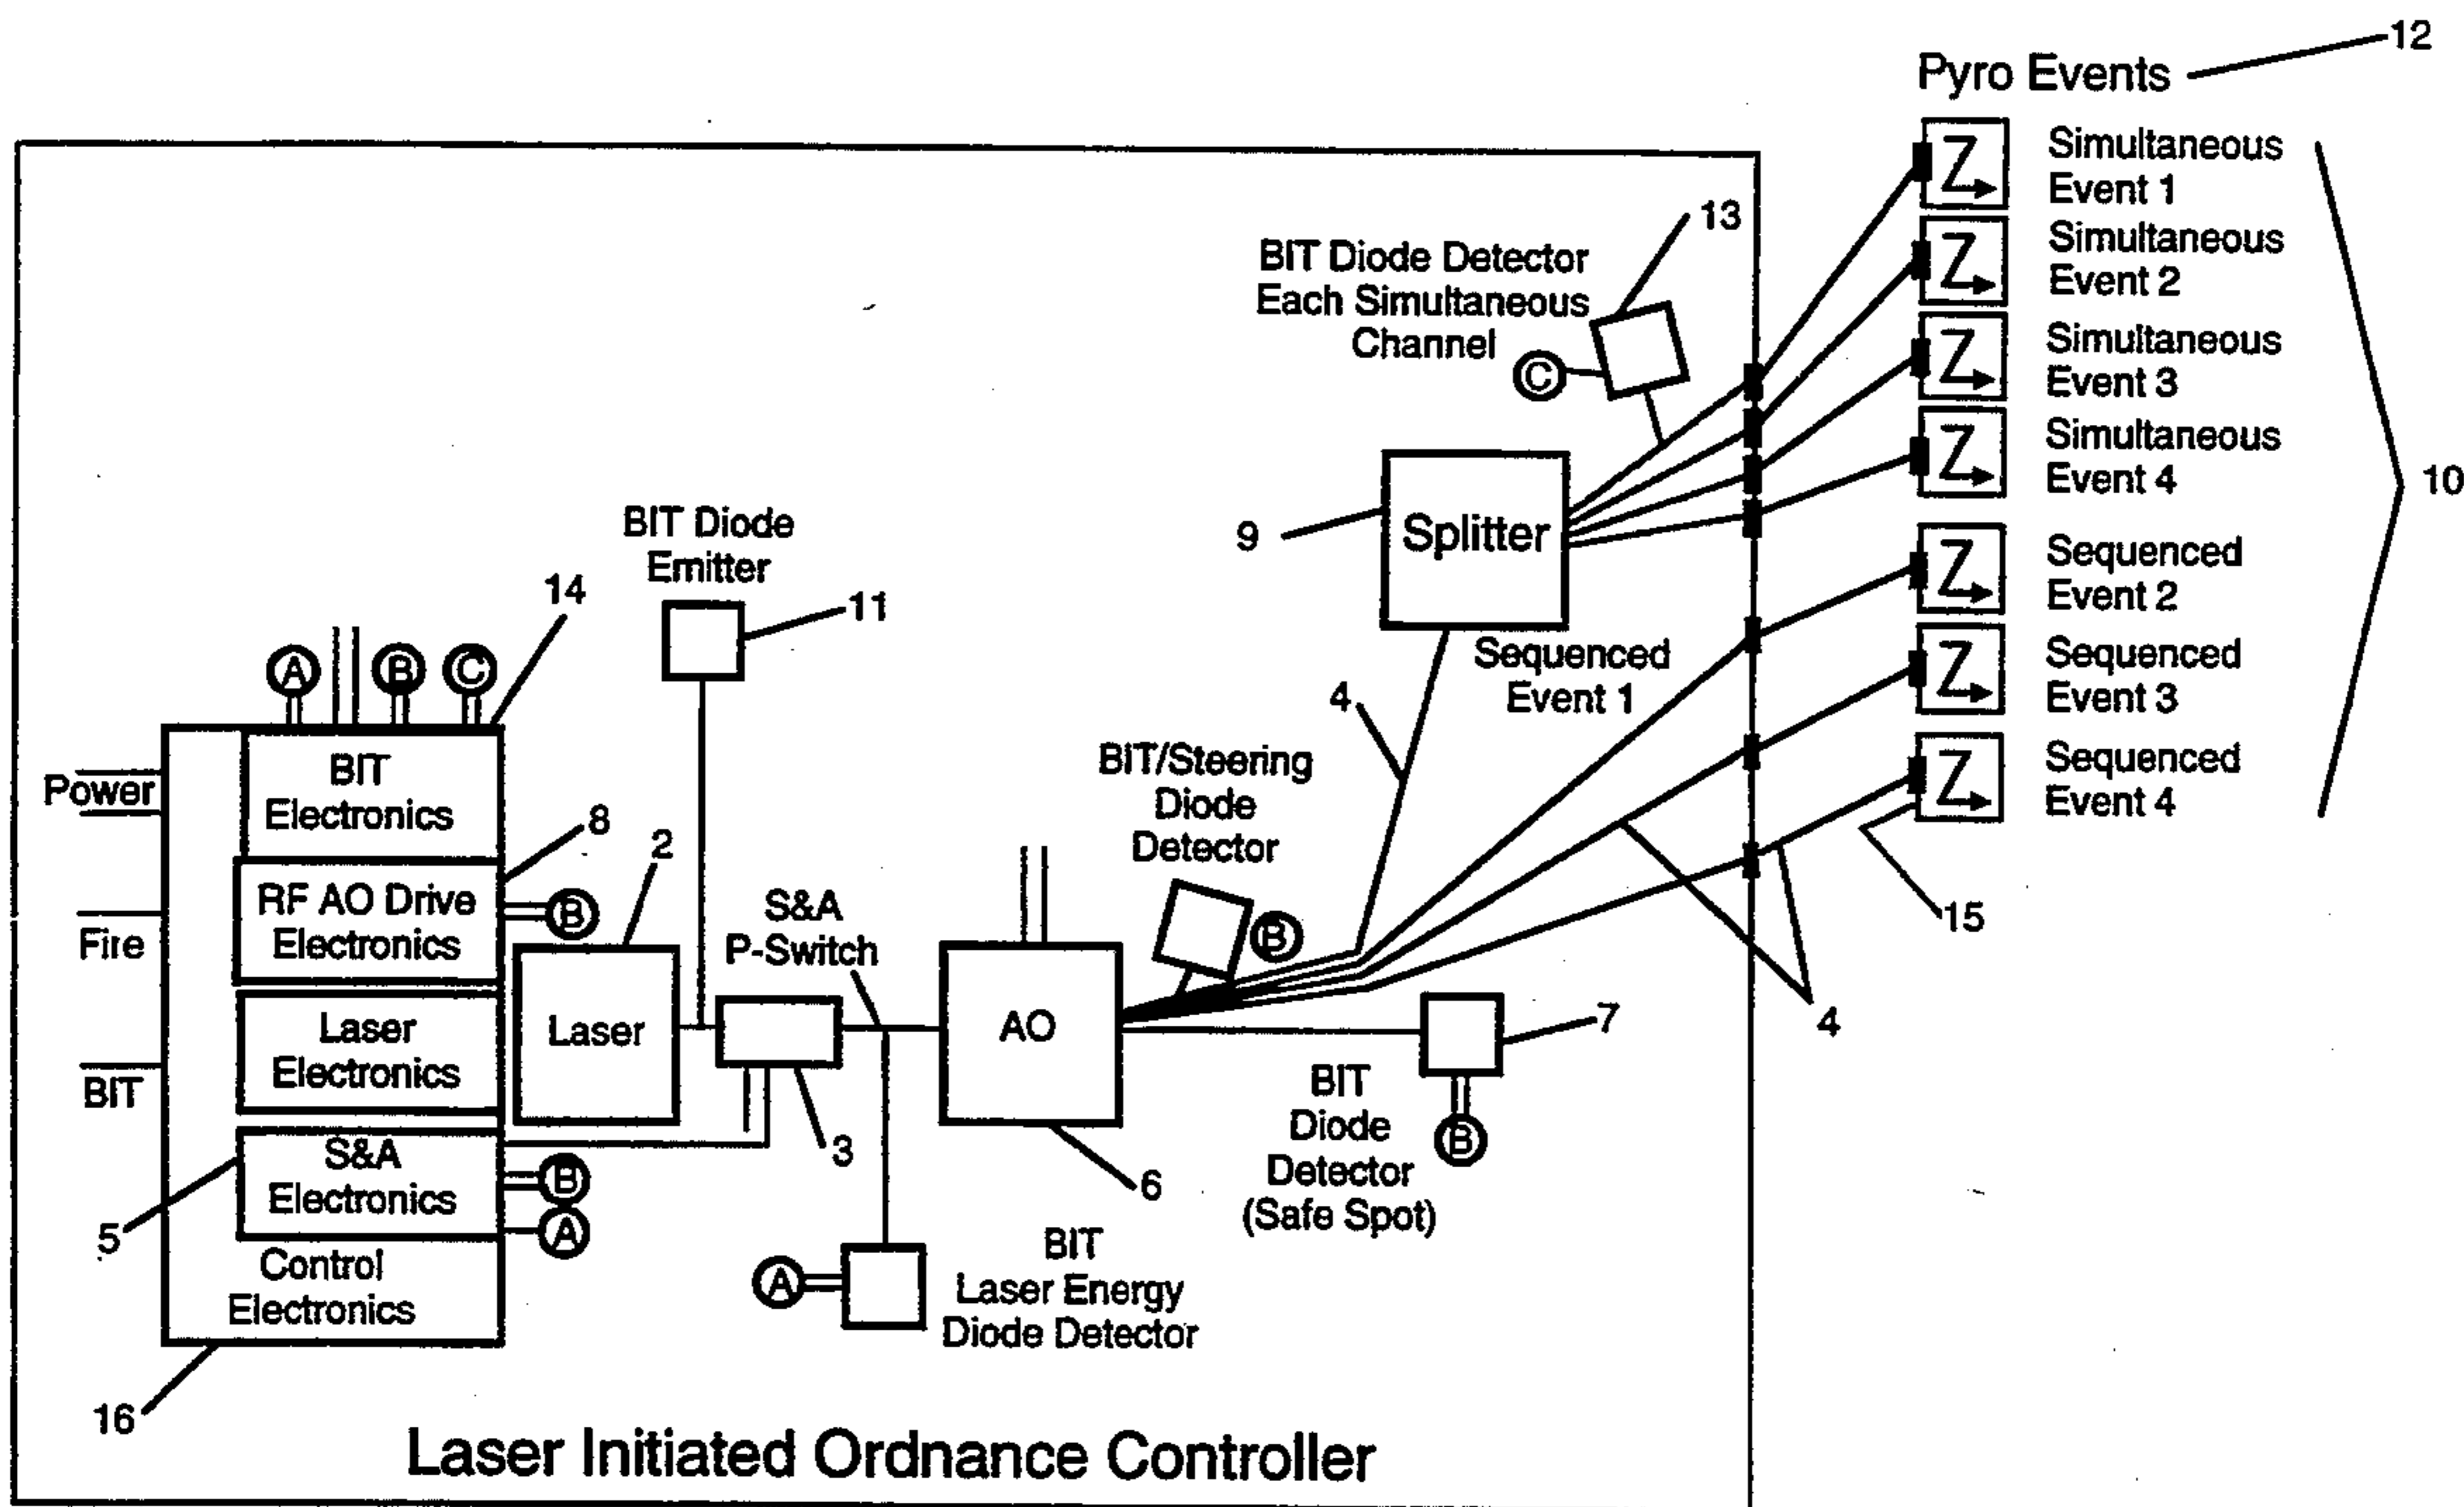 12
Pyro Events
Simultaneous
Event 1
Simultaneous
Event 2
Simultaneous
Event 3
Simultaneous
Event 4
10
Sequenced
Event 2
Sequenced
Event 3
Sequenced
Event 4
15
4
13
BIT Diode Detector
Each Simultaneous
Channel
C
9
Splitter
Sequenced
Event 1
4
BIT Diode
Emitter
11
14
A
B
C
Power
Fire
BIT
BIT
Electronics
8
RF AO Drive
Electronics
B
Laser
Electronics
S&A
Electronics
B
A
5
Control
Electronics
16
2
Laser
S&A
P-Switch
3
AO
6
BIT/Steering
Diode
Detector
B
7
BIT
Diode
Detector
(Safe Spot)
B
A
BIT
Laser Energy
Diode Detector
Laser Initiated Ordnance Controller